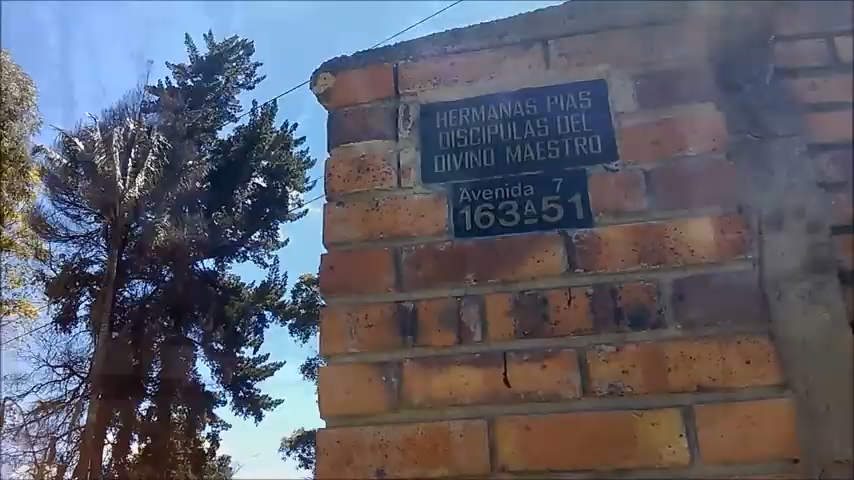 HERMANAS PIAS
DISCIPULAS DEL
DIVINO MAESTRO
Avenida 7
163A51